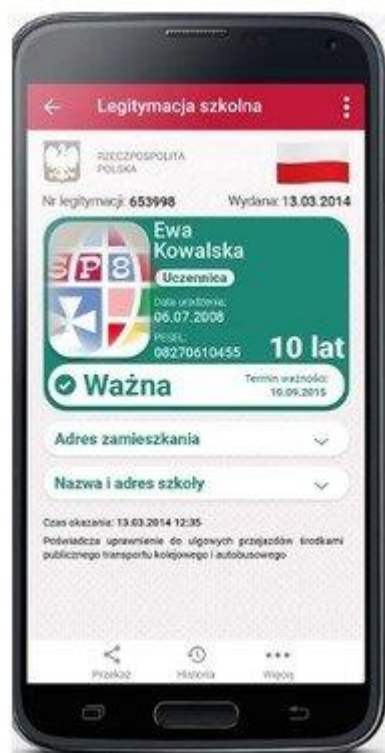 Legitymacja szkolna
RZECZPOSPOLITA
POLSKA
Nr legitymacji: 653998 Wydana: 13.03.2014
SP8
Ewa
Kowalska
Uczennica
Data urodzenia:
06.07.2008
PESEL:
08270610455
10 lat
Ważna
Termin ważności:
10.09.2015
Adres zamieszkania
Nazwa i adres szkoły
Czas okazania: 13.03.2014 12:35
Poświadcza uprawnienie do ulgowych przejazdów środkami
publicznego transportu kolejowego i autobusowego
Przekaż Historia Więcej